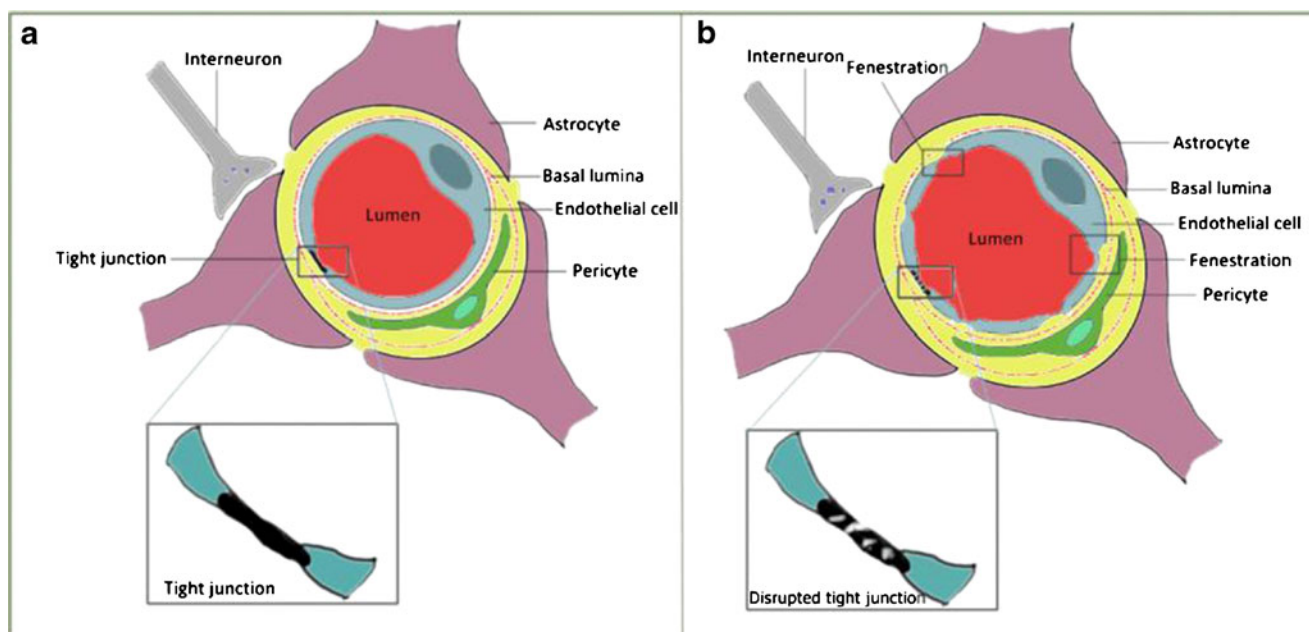 a
Interneuron
Astrocyte
Basal lumina
Endothelial cell
Lumen
Tight junction
Pericyte
Tight junction
b
Interneuron
Fenestration
Astrocyte
Basal lumina
Endothelial cell
Lumen
Fenestration
Pericyte
Disrupted tight junction